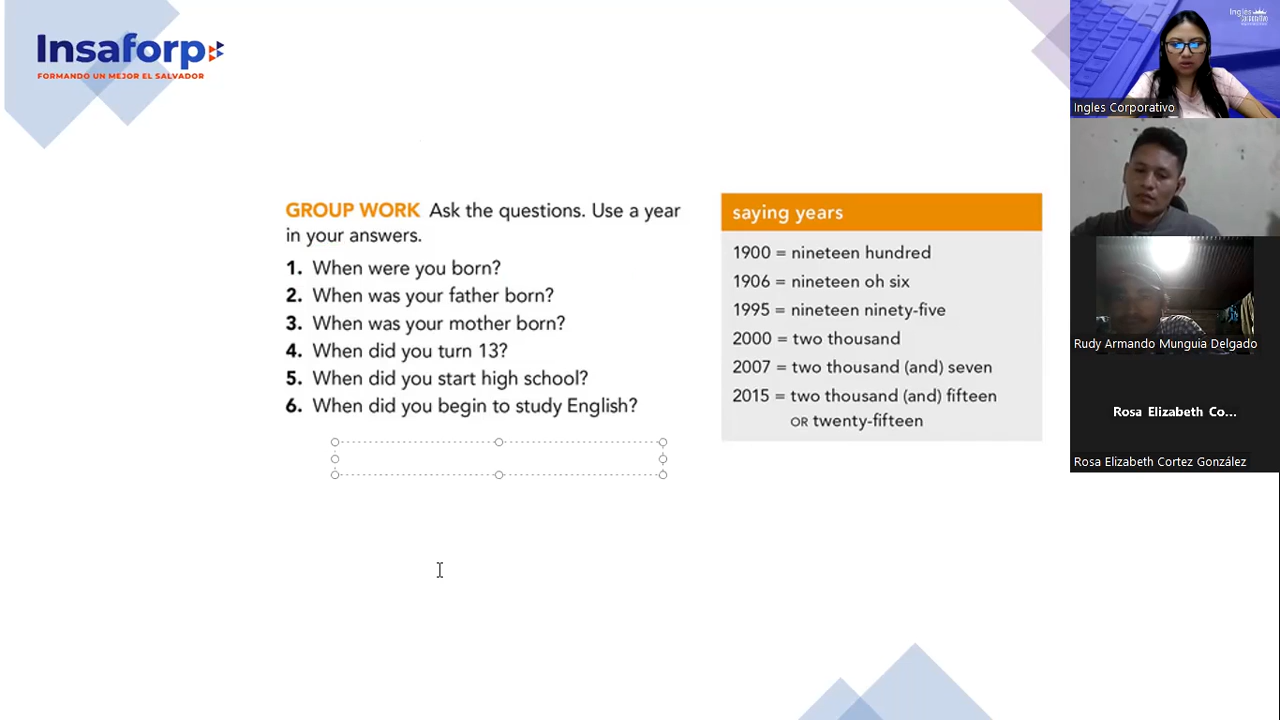 Insaforp
FORMANDO UN MEJOR EL SALVADOR
GROUP WORK Ask the questions. Use a year
in your answers.
1. When were you born?
2. When was your father born?
3. When was your mother born?
4. When did you turn 13?
5. When did you start high school?
6. When did you begin to study English?
saying years
1900 = nineteen hundred
1906 = nineteen oh six
1995 = nineteen ninety-five
2000 = two thousand
2007 = two thousand (and) seven
2015 = two thousand (and) fifteen
OR twenty-fifteen
Ingles
Ingles Corporativo
Rudy Armando Munguia Delgado
Rosa Elizabeth Co...
Rosa Elizabeth Cortez González